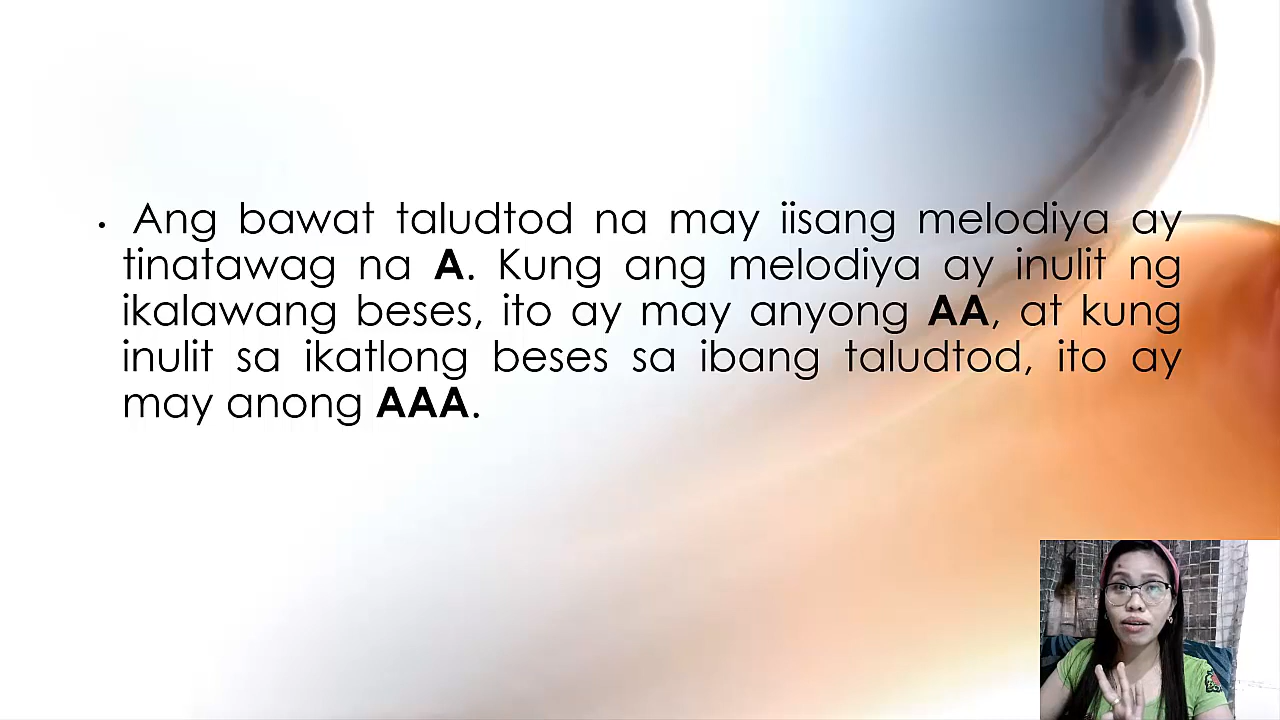 • Ang bawat taludtod na may iisang melodiya ay
tinatawag na A. Kung ang melodiya ay inulit ng
ikalawang beses, ito ay may anyong AA, at kung
inulit sa ikatlong beses sa ibang taludtod, ito ay
may anong AAA.